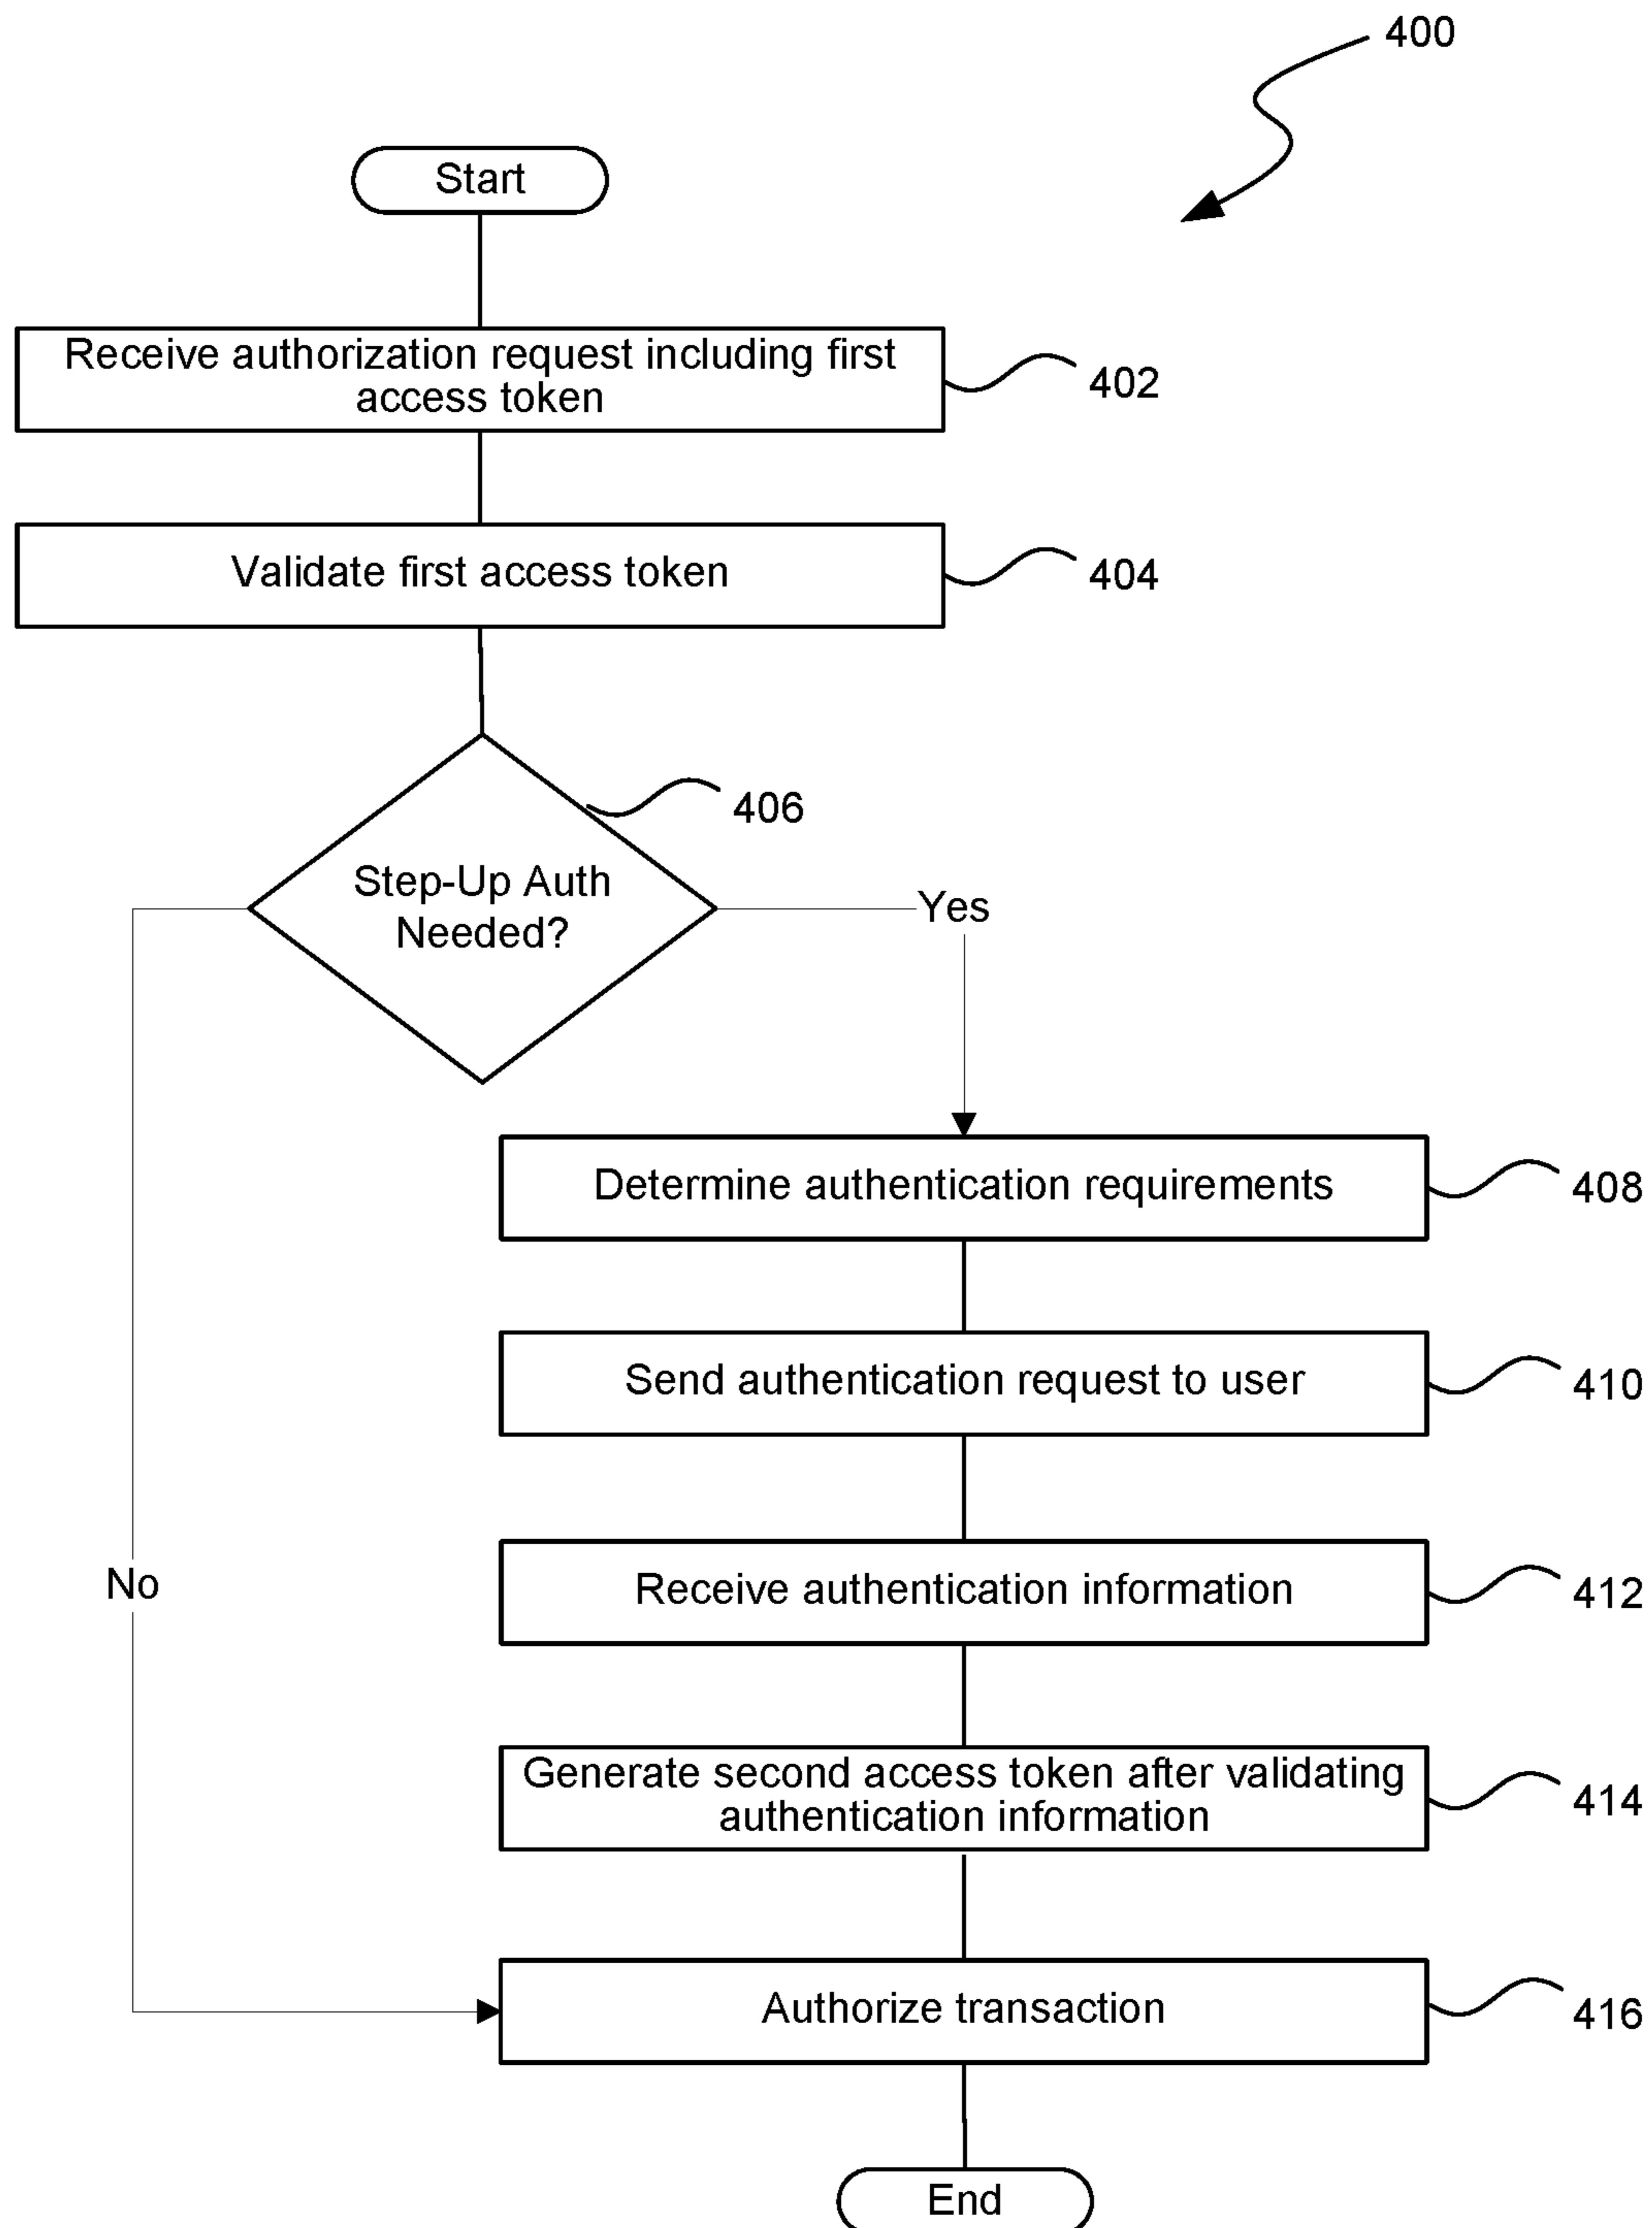 400
Start
Receive authorization request including first
access token
402
Validate first access token
404
406
Step-Up Auth
Needed?
Yes
Determine authentication requirements
408
Send authentication request to user
410
No
Receive authentication information
412
Generate second access token after validating
authentication information
414
Authorize transaction
416
End